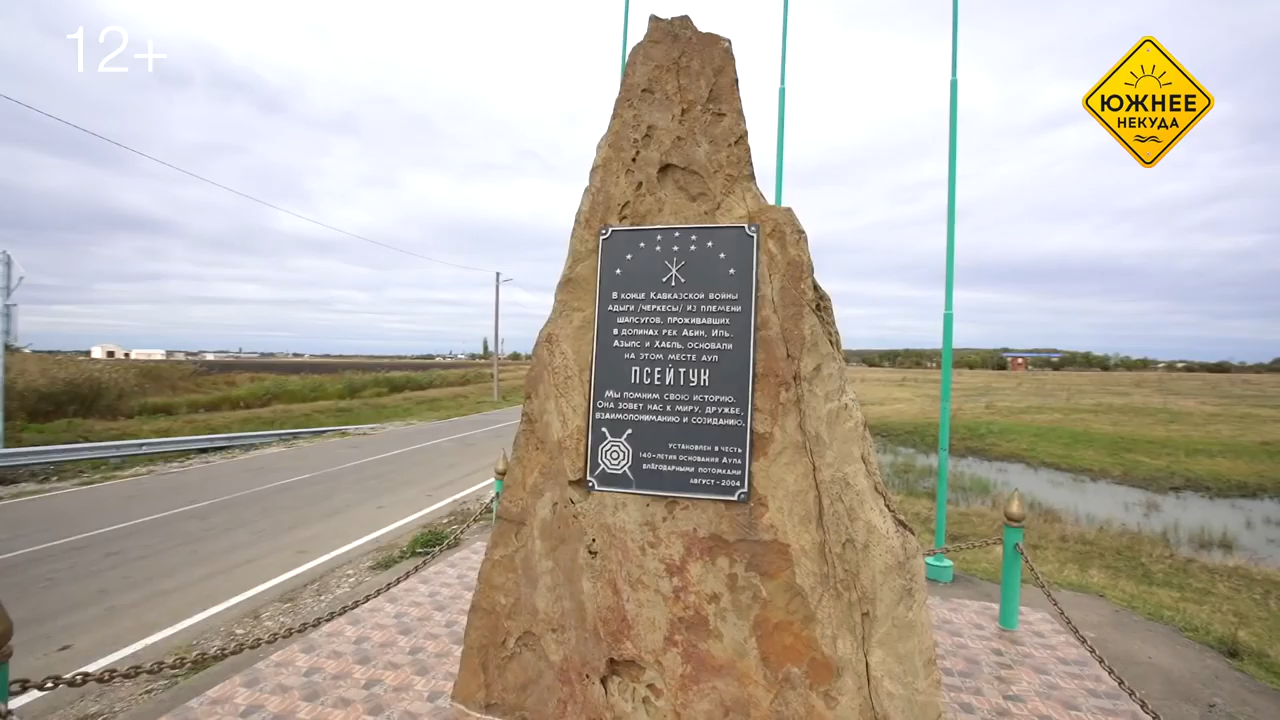 12+
ЮЖНЕЕ
НЕКУДА
В конце Кавказской войны
адыги /черкесы/ из племени
шапсугов, проживавших
в долинах рек Абин, Иль,
Азыпс и Хабль, основали
на этом месте аул
ПСЕЙТУК
Мы помним свою историю.
Она зовет нас к миру, дружбе,
взаимопониманию и созиданию.
установлен в честь
140-летия основания Аула
благодарными потомками
август-2004